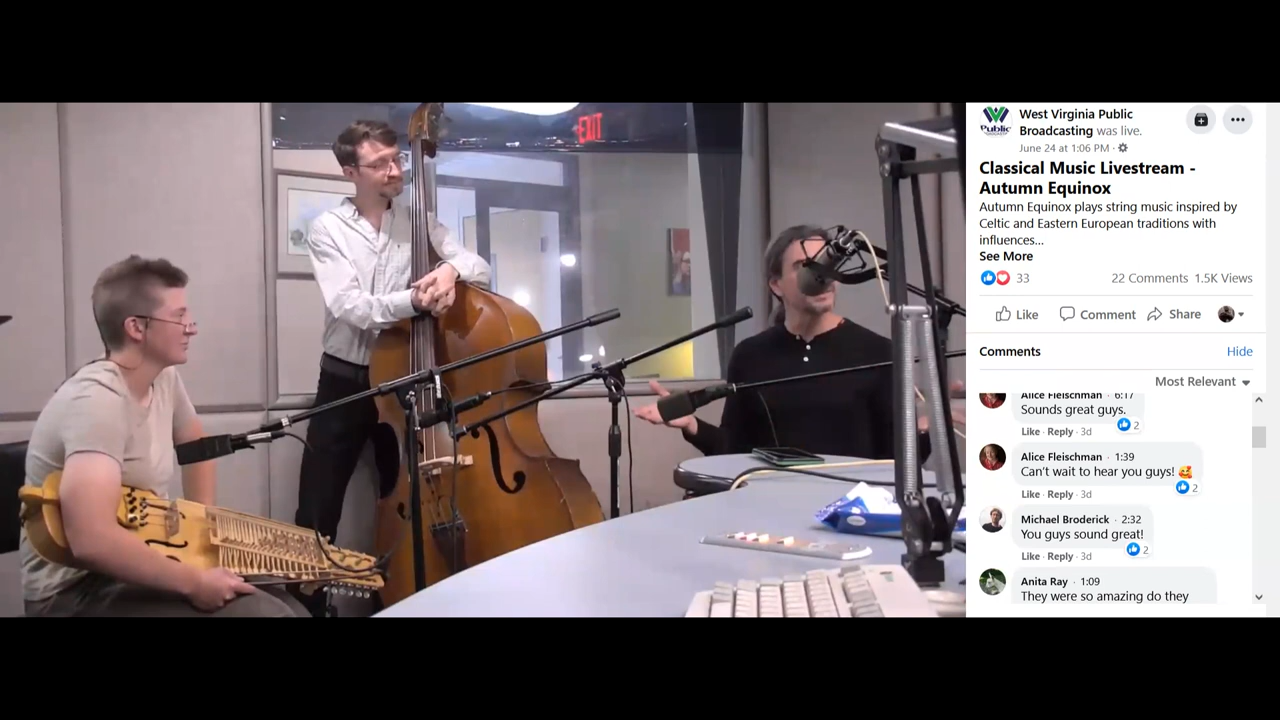 EXIT
Public
West Virginia Public
Broadcasting was live.
June 24 at 1:06 PM ·
Classical Music Livestream -
Autumn Equinox
Autumn Equinox plays string music inspired by
Celtic and Eastern European traditions with
influences...
See More
33
22 Comments 1.5K Views
Like
Comment
Share
Comments
Hide
Most Relevant
Alice Fleischman · 6:17
Sounds great guys.
2
Like · Reply · 3d
Alice Fleischman · 1:39
Can't wait to hear you guys! 🥰
2
Like · Reply · 3d
Michael Broderick · 2:32
You guys sound great!
2
Like · Reply · 3d
Anita Ray · 1:09
They were so amazing do they